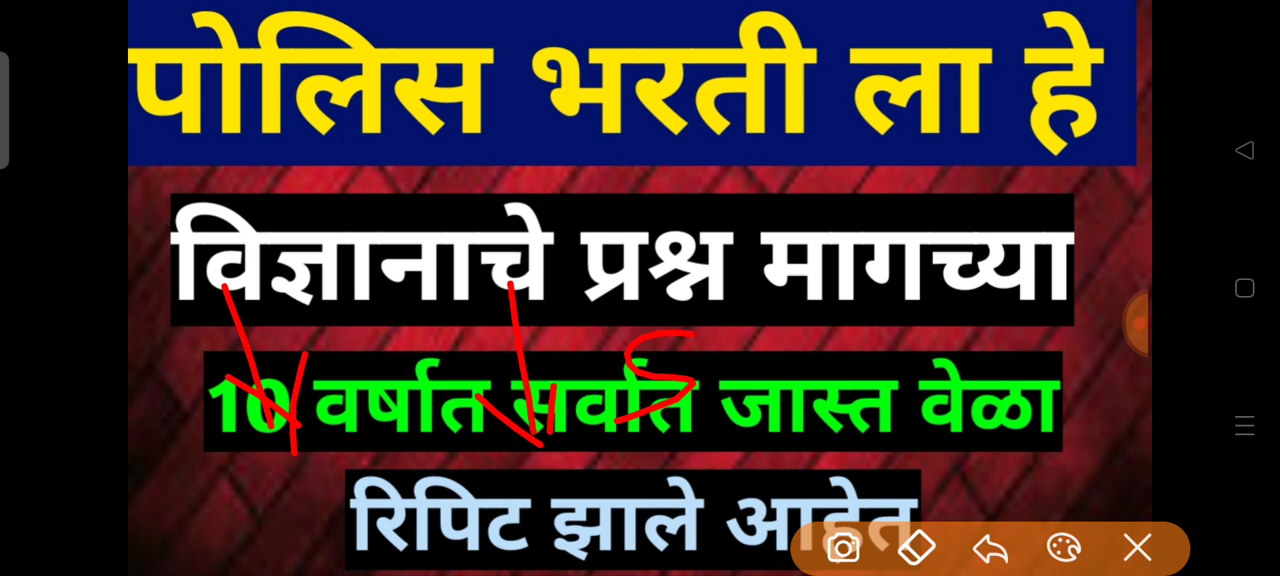 पोलिस भरती ला हे
विज्ञानाचे प्रश्न मागच्या
10 वर्षात सर्वात जास्त वेळा
रिपिट झाले आहेत